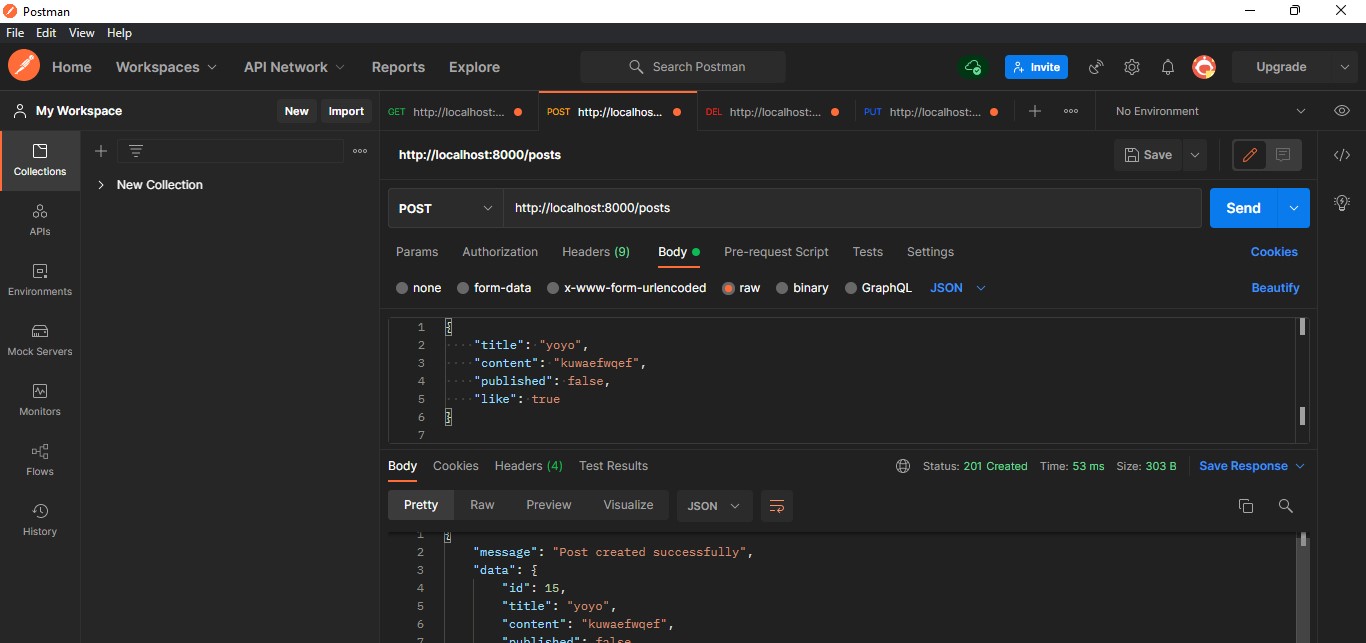 Postman
File Edit View Help
Home Workspaces API Network Reports Explore Search Postman Invite Upgrade
My Workspace New Import
GET http://localhost:... POST http://localhos... DEL http://localhost:... PUT http://localhost:... No Environment
Collections
APIs
Environments
Mock Servers
Monitors
Flows
History
New Collection
http://localhost:8000/posts Save
POST http://localhost:8000/posts Send
Params Authorization Headers (9) Body Pre-request Script Tests Settings Cookies
none form-data x-www-form-urlencoded raw binary GraphQL JSON Beautify
1 {
2 "title": "yoyo",
3 "content": "kuwaefwqef",
4 "published": false,
5 "like": true
6 }
7
Body Cookies Headers (4) Test Results Status: 201 Created Time: 53 ms Size: 303 B Save Response
Pretty Raw Preview Visualize JSON
1 {
2 "message": "Post created successfully",
3 "data": {
4 "id": 15,
5 "title": "yoyo",
6 "content": "kuwaefwqef",
7 "published": false,